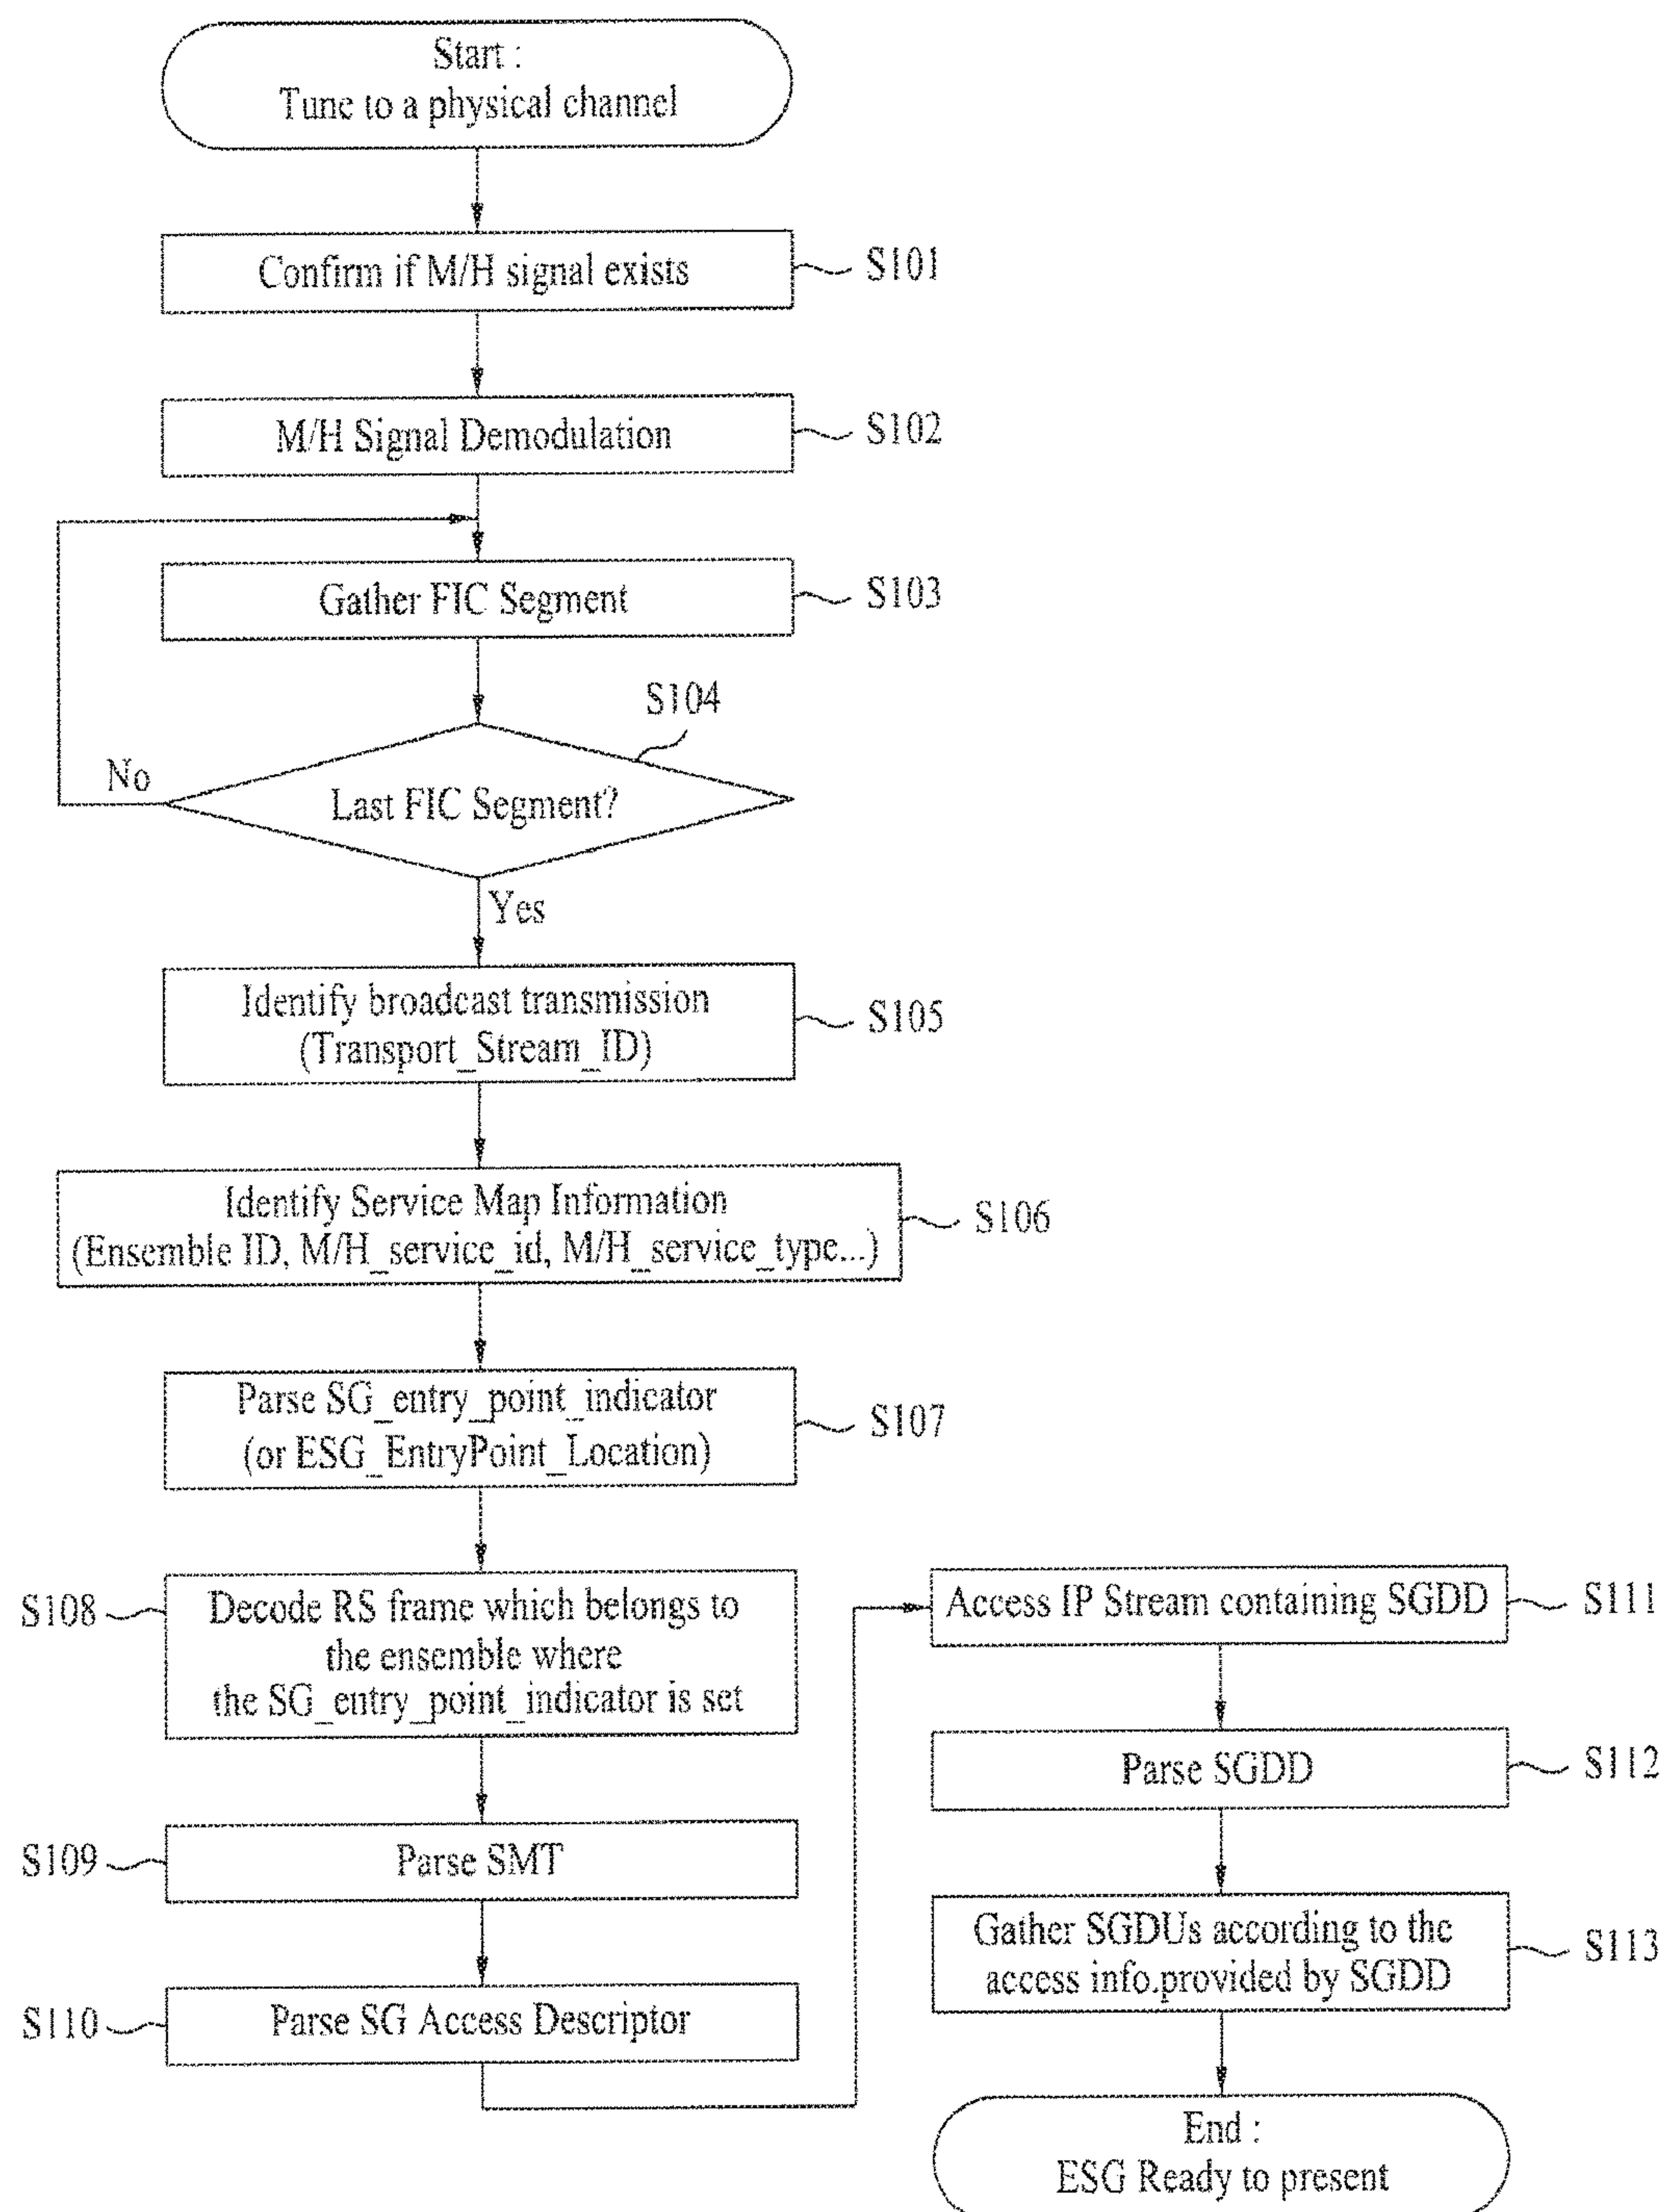 Start :
Tune to a physical channel
Confirm if M/H signal exists
S101
M/H Signal Demodulation
S102
Gather FIC Segment
S103
S104
Last FIC Segment?
No
Yes
Identify broadcast transmission
(Transport_Stream_ID)
S105
Identify Service Map Information
(Ensemble ID, M/H_service_id, M/H_service_type...)
S106
Parse SG_entry_point_indicator
(or ESG_EntryPoint_Location)
S107
S108
Decode RS frame which belongs to
the ensemble where
the SG_entry_point_indicator is set
S109
Parse SMT
S110
Parse SG Access Descriptor
Access IP Stream containing SGDD
S111
Parse SGDD
S112
Gather SGDUs according to the
access info.provided by SGDD
S113
End :
ESG Ready to present